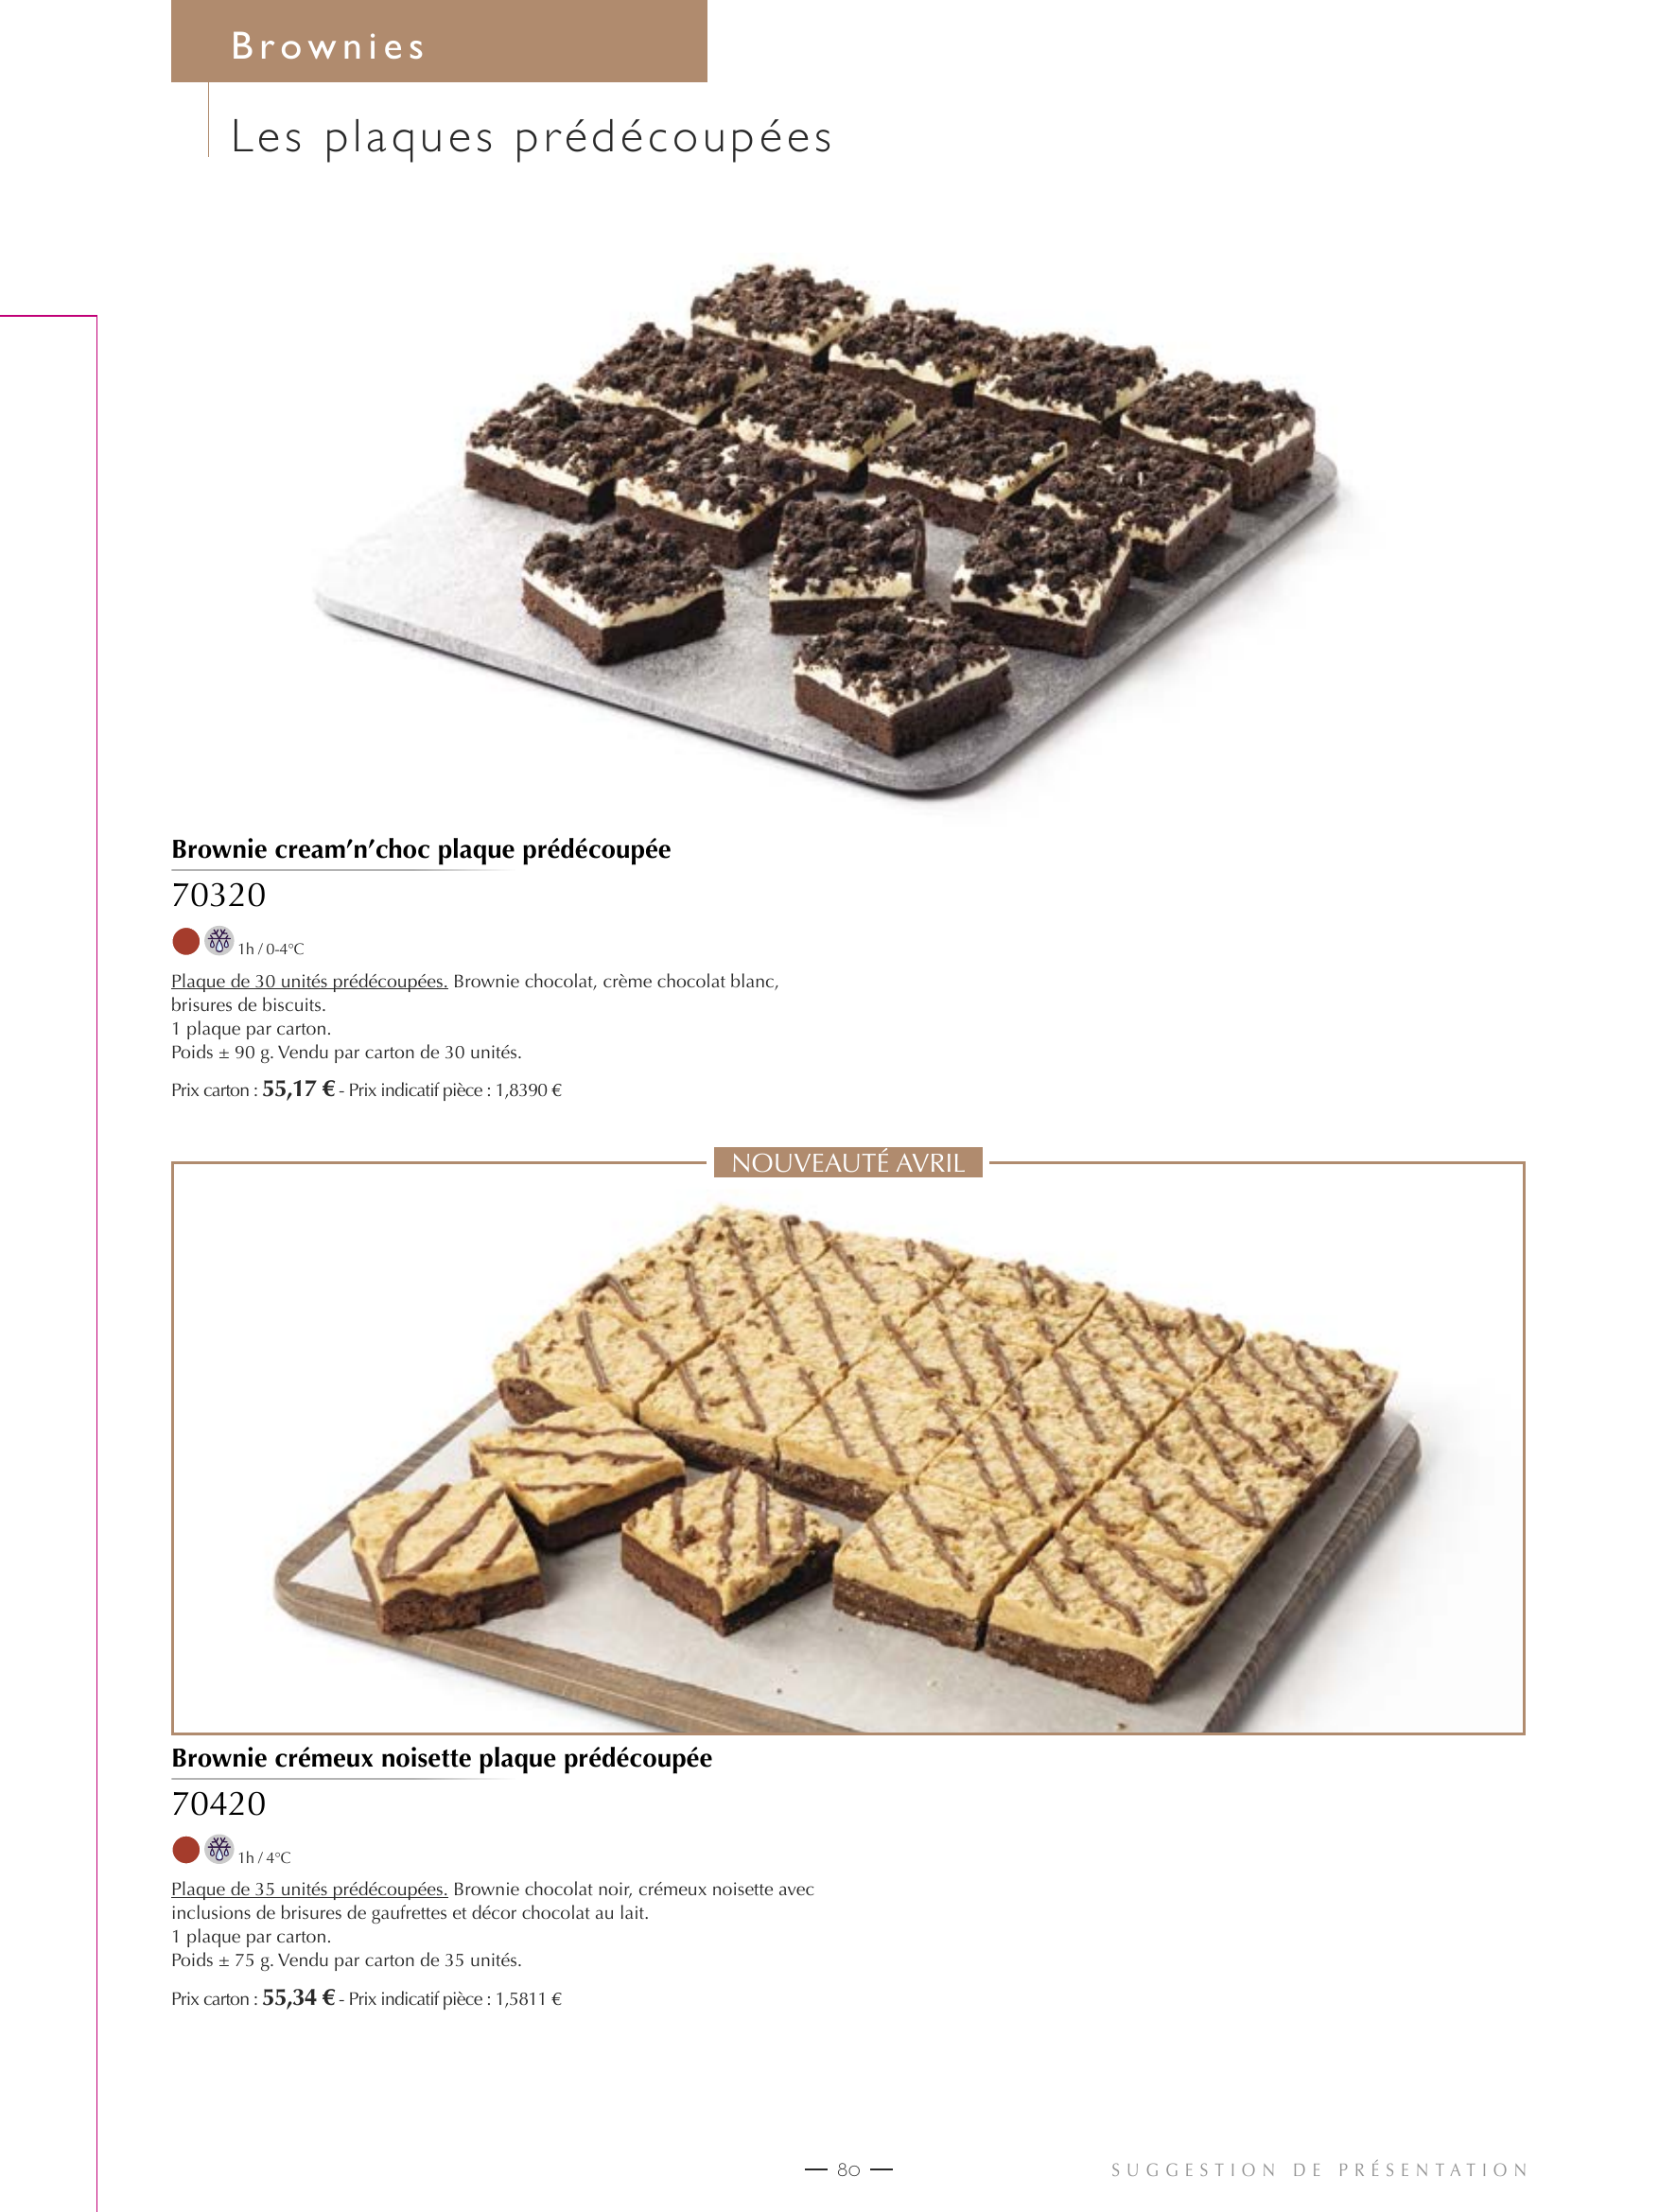 Brownies
Les plaques prédécoupées
Brownie cream’n’choc plaque prédécoupée
70320
1h / 0-4°C
Plaque de 30 unités prédécoupées. Brownie chocolat, crème chocolat blanc,
brisures de biscuits.
1 plaque par carton.
Poids ± 90 g. Vendu par carton de 30 unités.
Prix carton : 55,17 € - Prix indicatif pièce : 1,8390 €
NOUVEAUTÉ AVRIL
Brownie crémeux noisette plaque prédécoupée
70420
1h / 4°C
Plaque de 35 unités prédécoupées. Brownie chocolat noir, crémeux noisette avec
inclusions de brisures de gaufrettes et décor chocolat au lait.
1 plaque par carton.
Poids ± 75 g. Vendu par carton de 35 unités.
Prix carton : 55,34 € - Prix indicatif pièce : 1,5811 €
— 80 —
SUGGESTION DE PRÉSENTATION